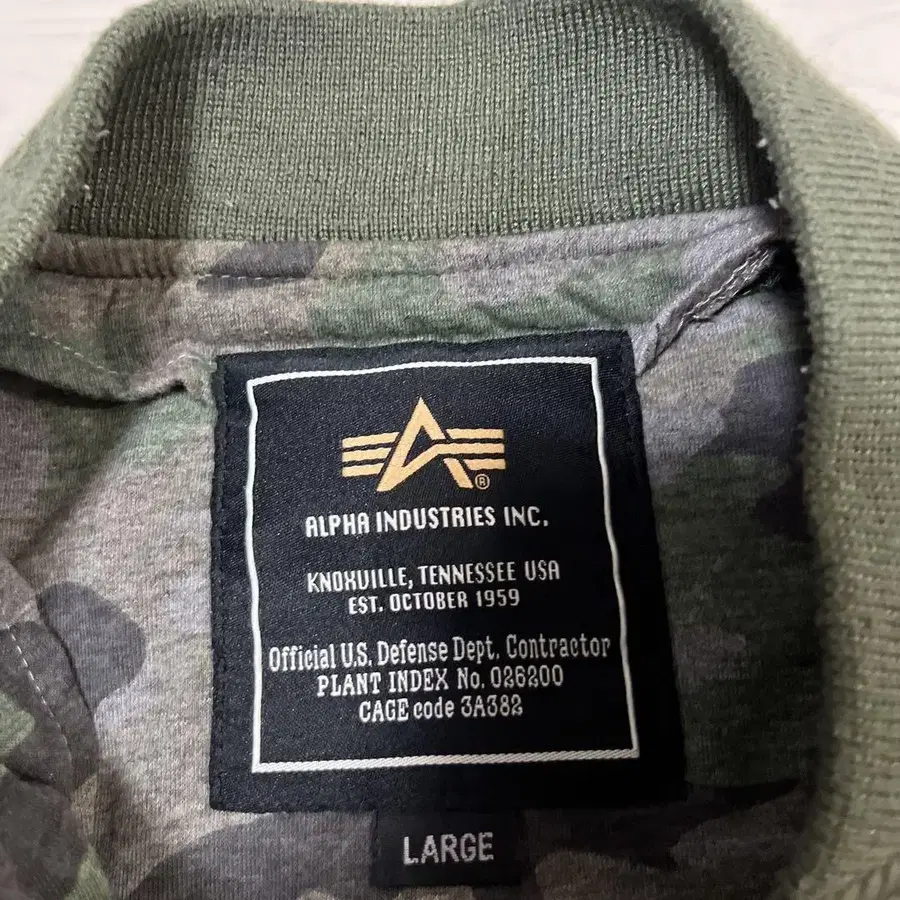 ®
ALPHA INDUSTRIES INC.
KNOXVILLE, TENNESSEE USA
EST. OCTOBER 1959
Official U.S. Defense Dept. Contractor
PLANT INDEX No. 026200
CAGE code 3A382
LARGE